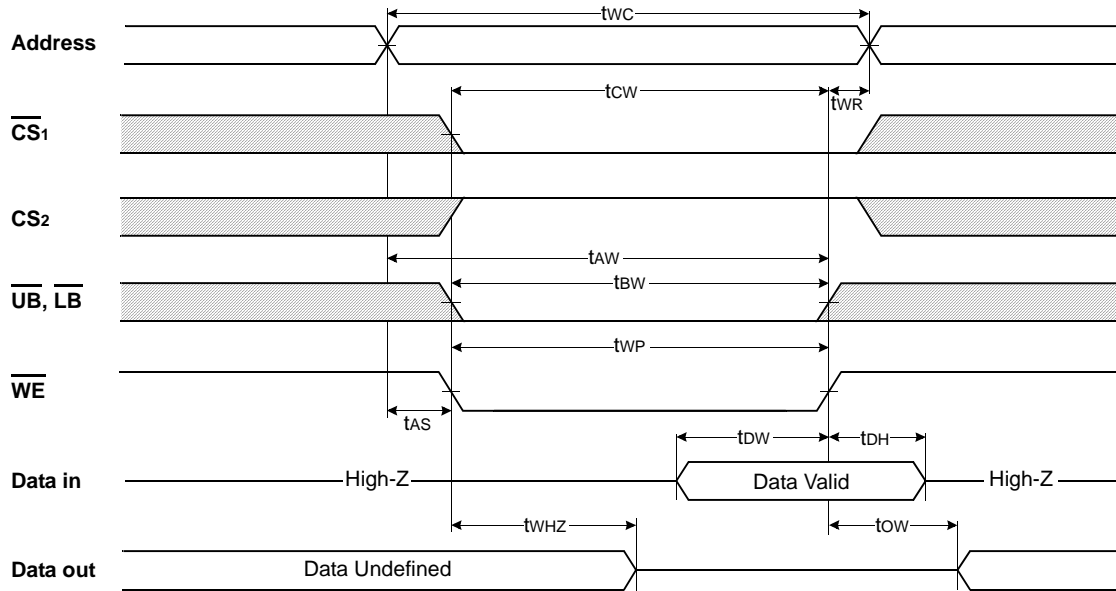 tWC
Address
tCW
tWR
CS1
CS2
tAW
tBW
UB, LB
tWP
WE
tAS
tDW
tDH
Data in
High-Z
Data Valid
High-Z
tWHZ
tOW
Data out
Data Undefined